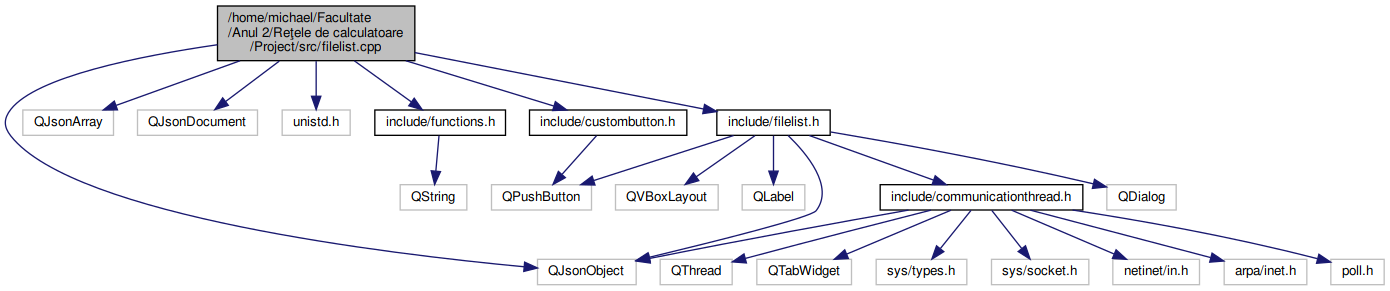 /home/michael/Facultate
/Anul 2/Reţele de calculatoare
/Project/src/filelist.cpp
QJsonArray
QJsonDocument
unistd.h
include/functions.h
include/custombutton.h
include/filelist.h
QString
QPushButton
QVBoxLayout
QLabel
include/communicationthread.h
QDialog
QJsonObject
QThread
QTabWidget
sys/types.h
sys/socket.h
netinet/in.h
arpa/inet.h
poll.h